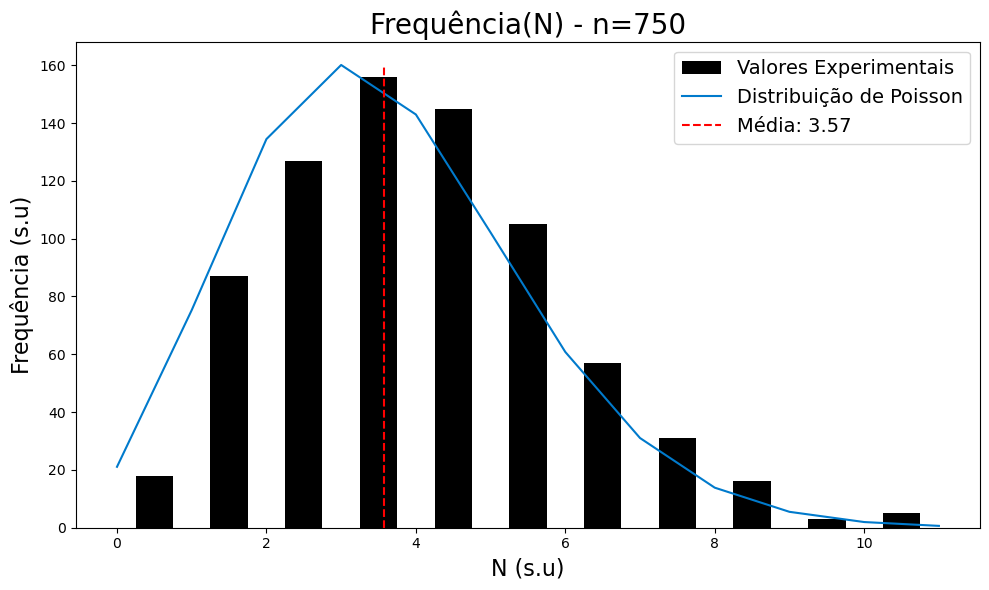 Frequência(N) - n=750
Valores Experimentais
Distribuição de Poisson
Média: 3.57
Frequência (s.u)
160
140
120
100
80
60
40
20
0
0 2 4 6 8 10
N (s.u)